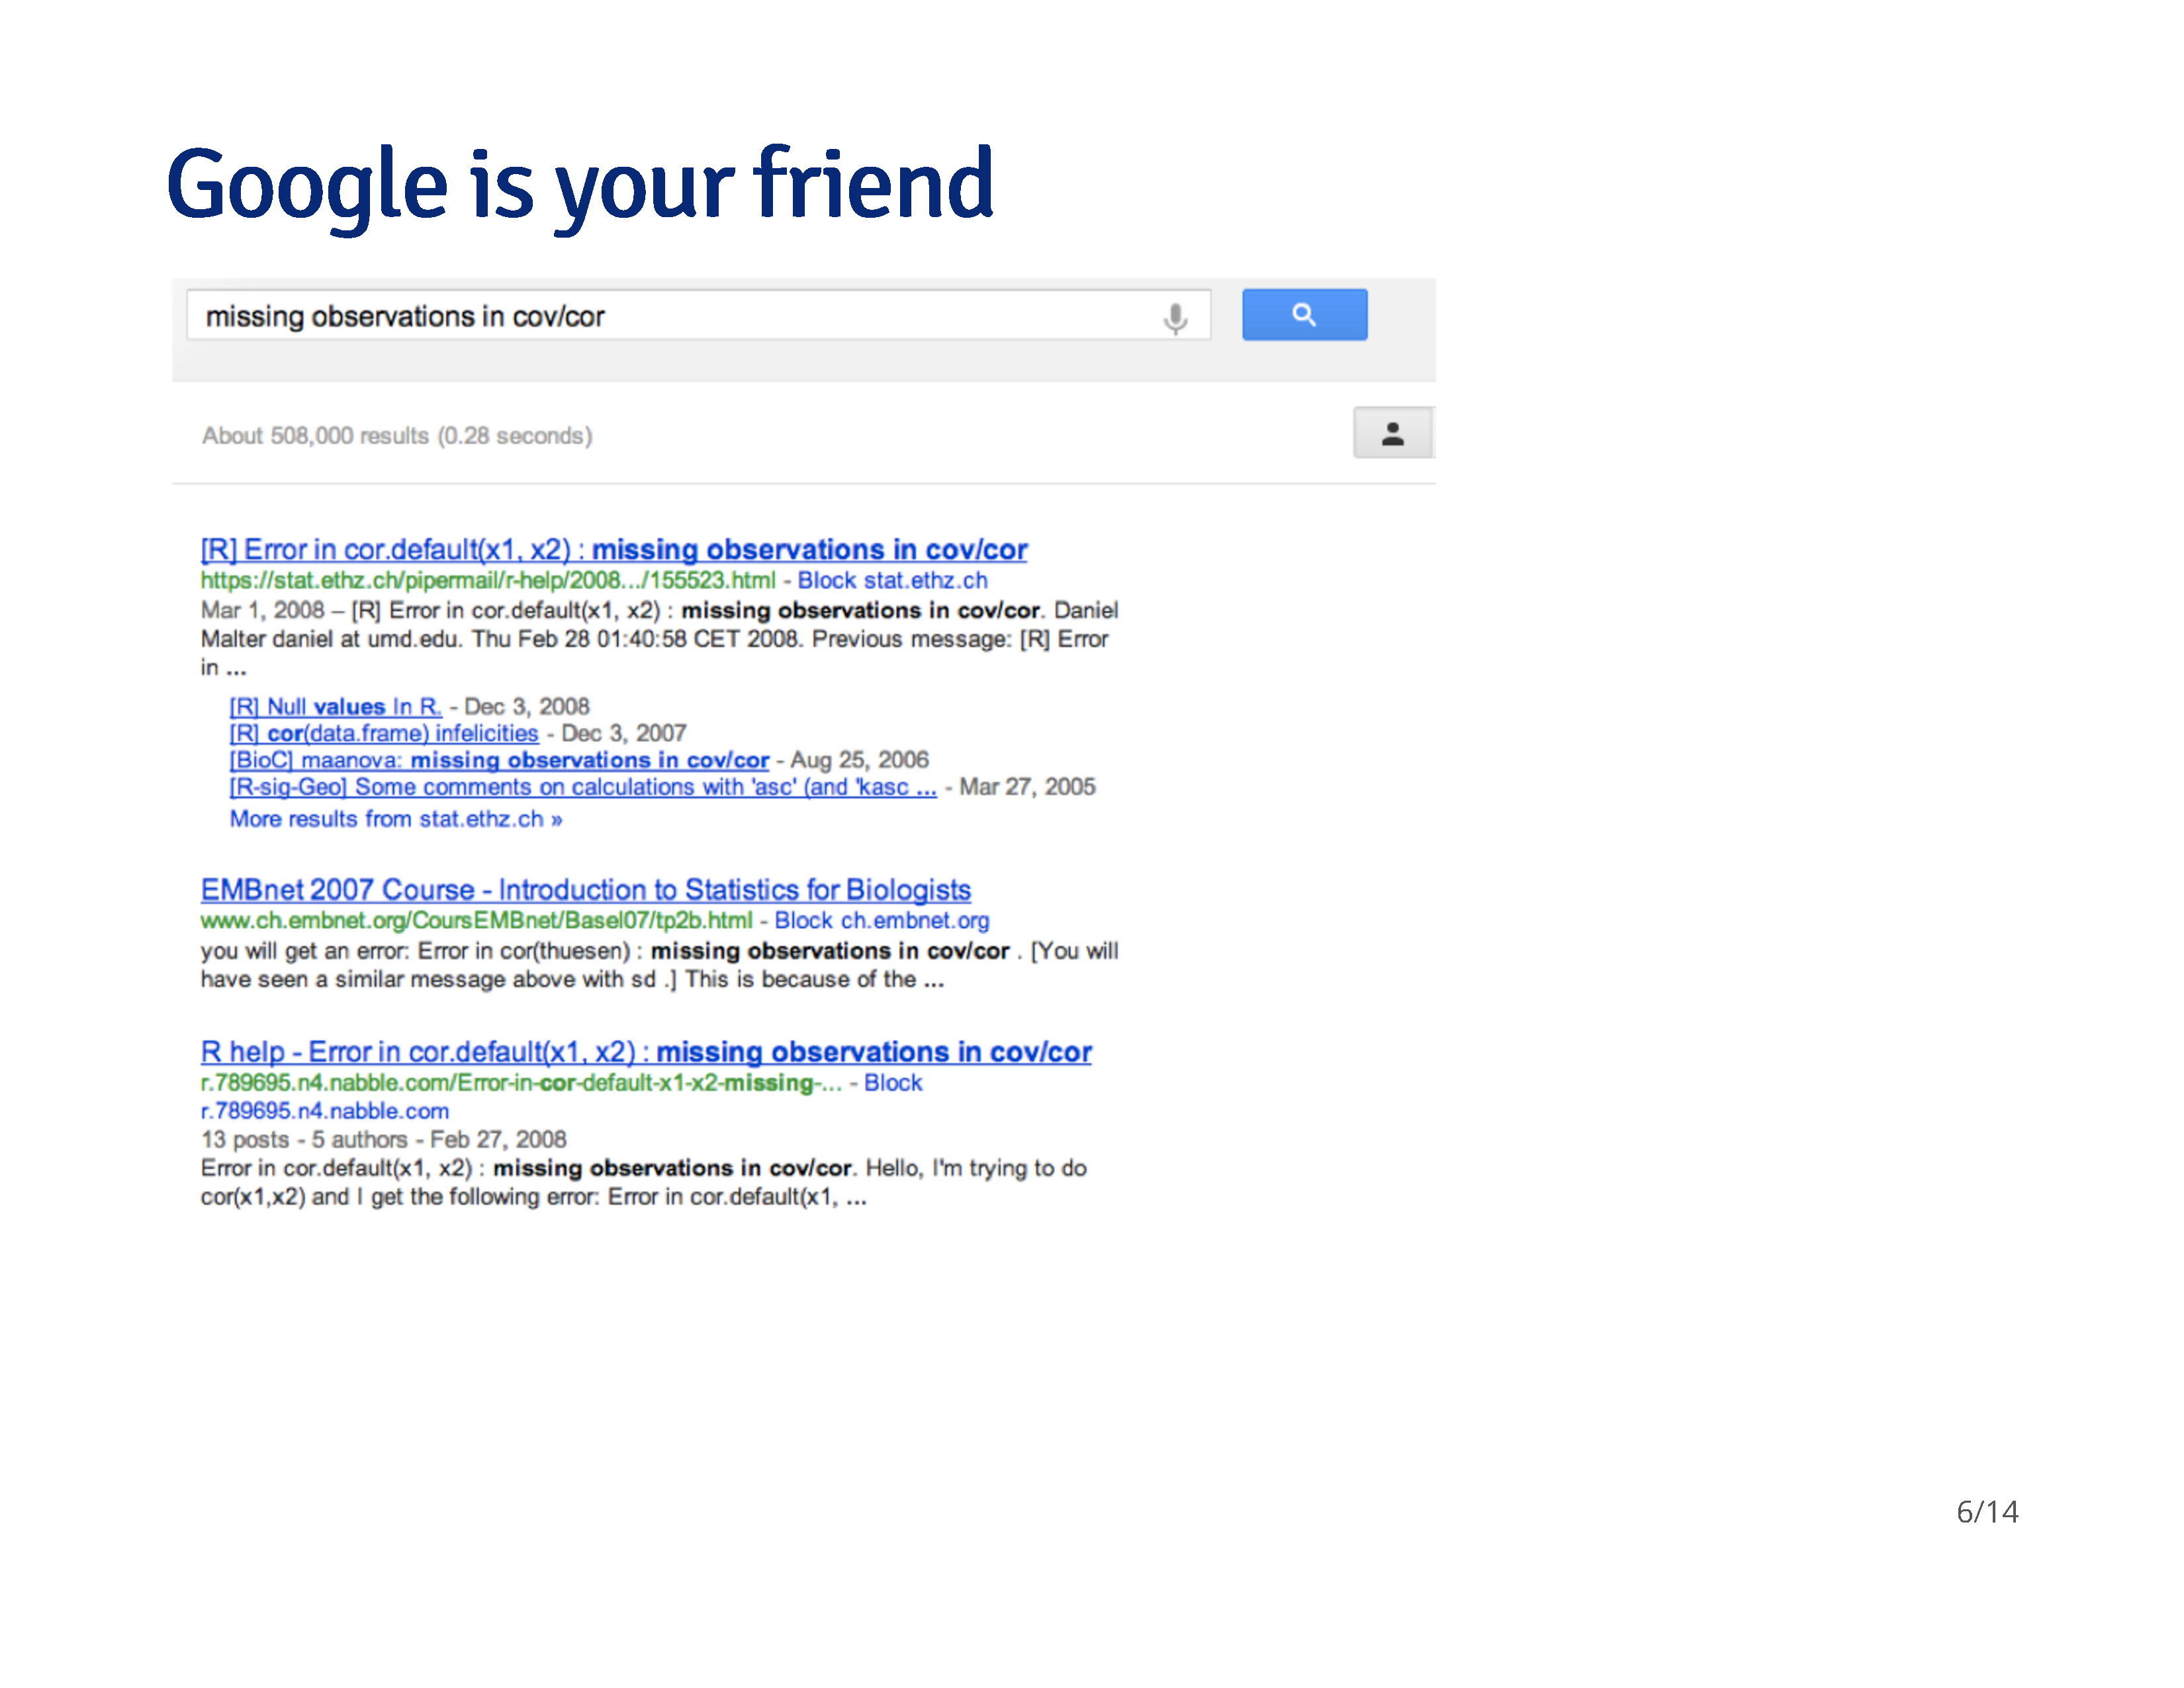 Google is your friend
missing observations in cov/cor
About 508,000 results (0.28 seconds)
[R] Error in cor.default(x1, x2) : missing observations in cov/cor
https://stat.ethz.ch/pipermail/r-help/2008.../155523.html - Block stat.ethz.ch
Mar 1, 2008 – [R] Error in cor.default(x1, x2) : missing observations in cov/cor. Daniel
Malter daniel at umd.edu. Thu Feb 28 01:40:58 CET 2008. Previous message: [R] Error
in ...
[R] Null values In R. - Dec 3, 2008
[R] cor(data.frame) infelicities - Dec 3, 2007
[BioC] maanova: missing observations in cov/cor - Aug 25, 2006
[R-sig-Geo] Some comments on calculations with 'asc' (and 'kasc ... - Mar 27, 2005
More results from stat.ethz.ch »
EMBnet 2007 Course - Introduction to Statistics for Biologists
www.ch.embnet.org/CoursEMBnet/Basel07/tp2b.html - Block ch.embnet.org
you will get an error: Error in cor(thuesen) : missing observations in cov/cor . [You will
have seen a similar message above with sd .] This is because of the ...
R help - Error in cor.default(x1, x2) : missing observations in cov/cor
r.789695.n4.nabble.com/Error-in-cor-default-x1-x2-missing-... - Block
r.789695.n4.nabble.com
13 posts - 5 authors - Feb 27, 2008
Error in cor.default(x1, x2) : missing observations in cov/cor. Hello, I'm trying to do
cor(x1,x2) and I get the following error: Error in cor.default(x1, ...
6/14